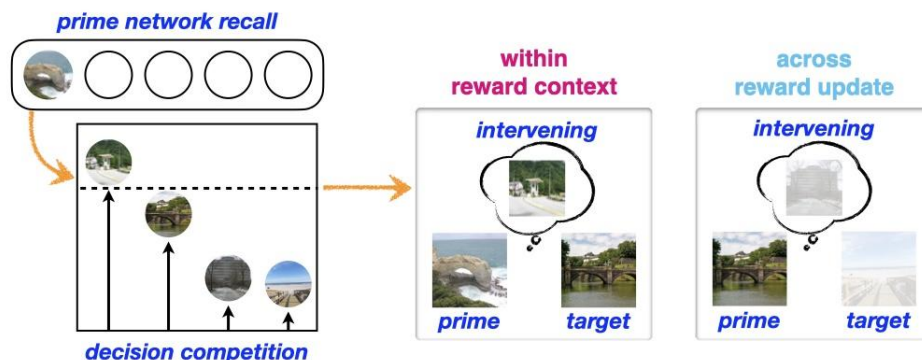 prime network recall
decision competition
within
reward context
intervening
prime
target
across
reward update
intervening
prime
target